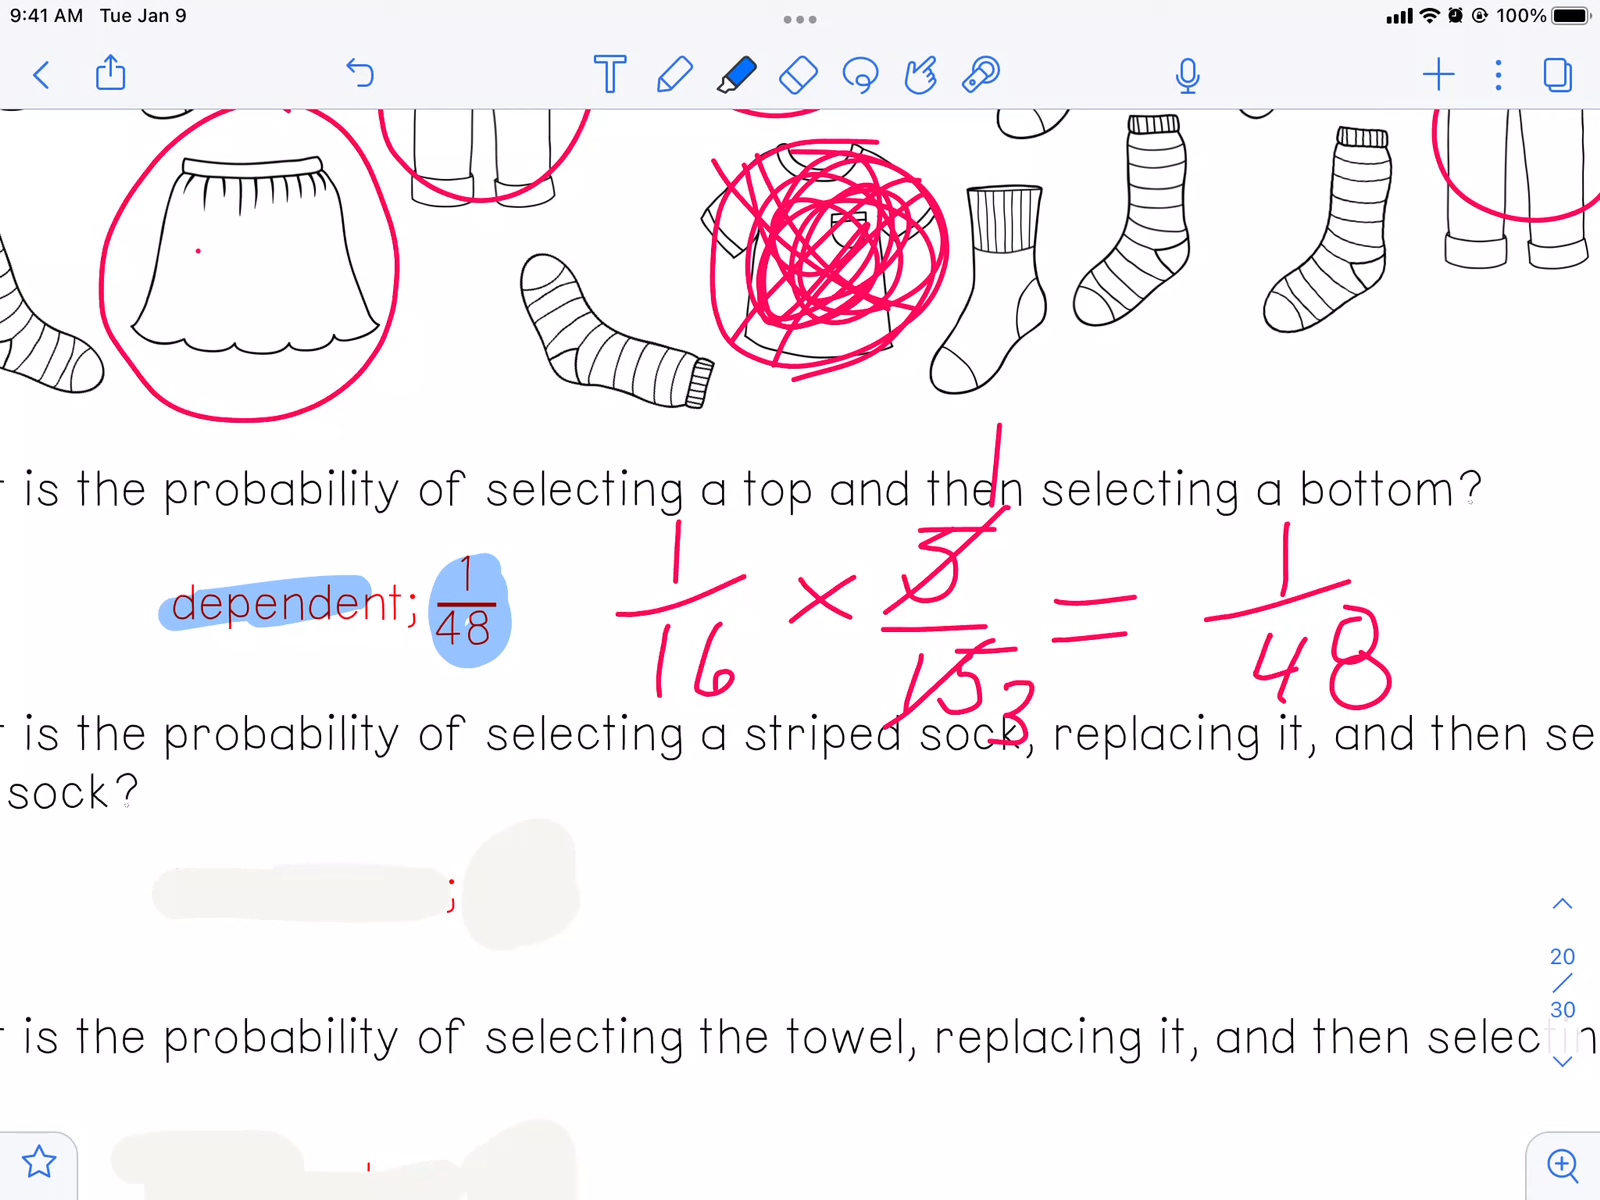 9:41 AM Tue Jan 9
100%
T
is the probability of selecting a top and then selecting a bottom?
dependent; 1/48
1/16 × 5/15 = 1/48
1
3
is the probability of selecting a striped sock, replacing it, and then se
sock?
;
20
/
30
is the probability of selecting the towel, replacing it, and then selectin